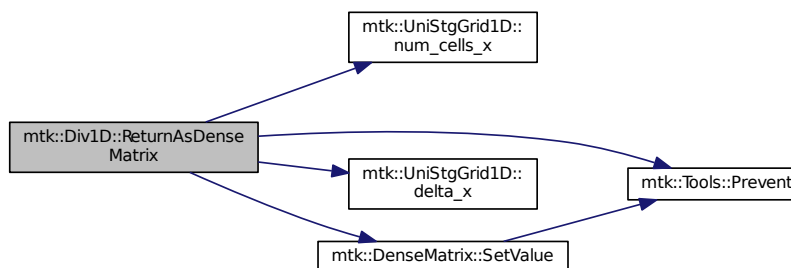 mtk::UniStgGrid1D::
num_cells_x
mtk::Div1D::ReturnAsDense
Matrix
mtk::UniStgGrid1D::
delta_x
mtk::Tools::Prevent
mtk::DenseMatrix::SetValue